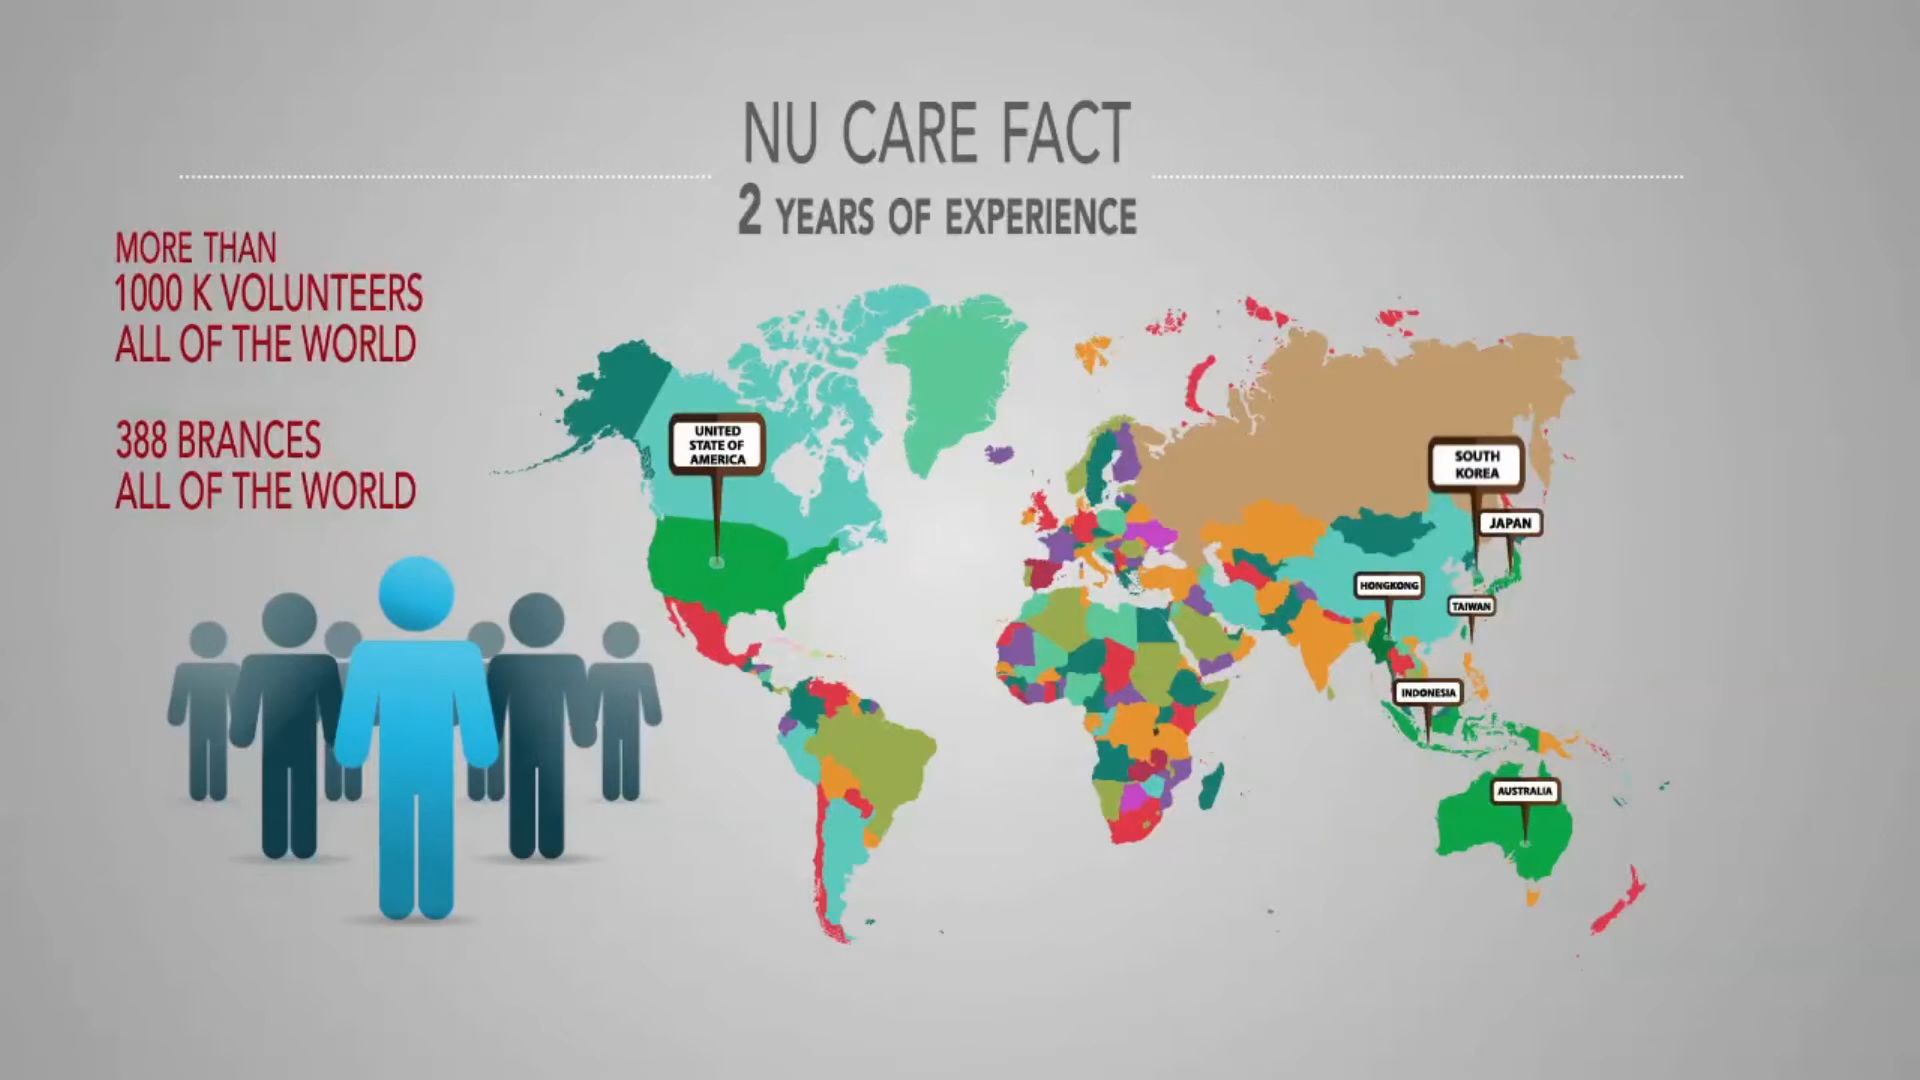 NU CARE FACT
2 YEARS OF EXPERIENCE
MORE THAN
1000 K VOLUNTEERS
ALL OF THE WORLD
388 BRANCES
ALL OF THE WORLD
UNITED
STATE OF
AMERICA
SOUTH
KOREA
JAPAN
HONGKONG
TAIWAN
INDONESIA
AUSTRALIA